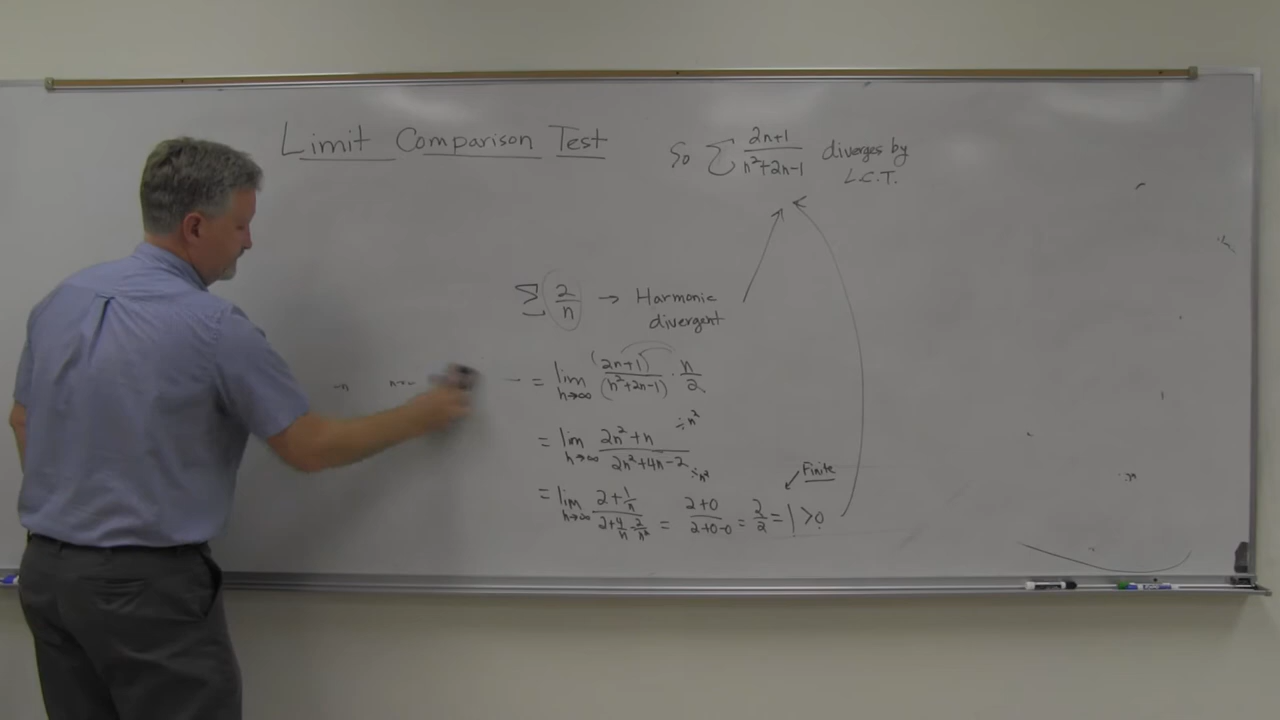 Limit Comparison Test
So ∑ (2n+1)/(n²+2n-1) diverges by
L.C.T.
∑ 2/n → Harmonic
divergent
= lim n→∞ (2n+1)/(n²+2n-1) · n/2
= lim n→∞ (2n²+n)/(2n²+4n-2) ÷n² ÷n²
Finite
= lim n→∞ (2+1/n)/(2+4/n-2/n²) = (2+0)/(2+0-0) = 2/2 = 1 >0